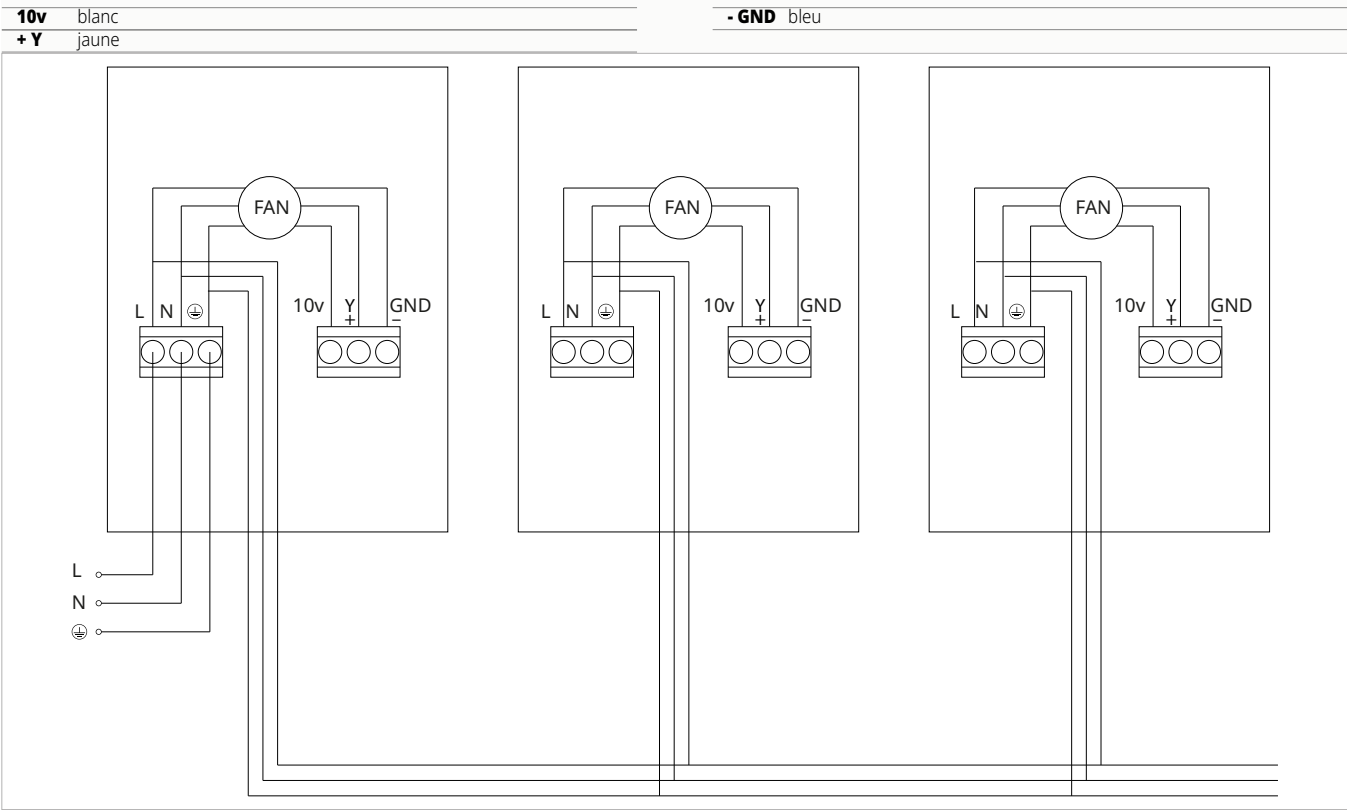 10v blanc - GND bleu
+ Y jaune
FAN FAN FAN
L N 10v Y GND L N 10v Y GND L N 10v Y GND
+ – + – + –
L
N